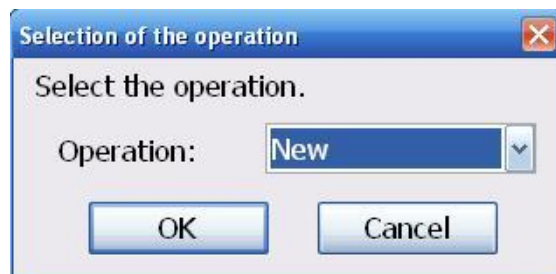 Selection of the operation
Select the operation.
Operation: New
OK Cancel